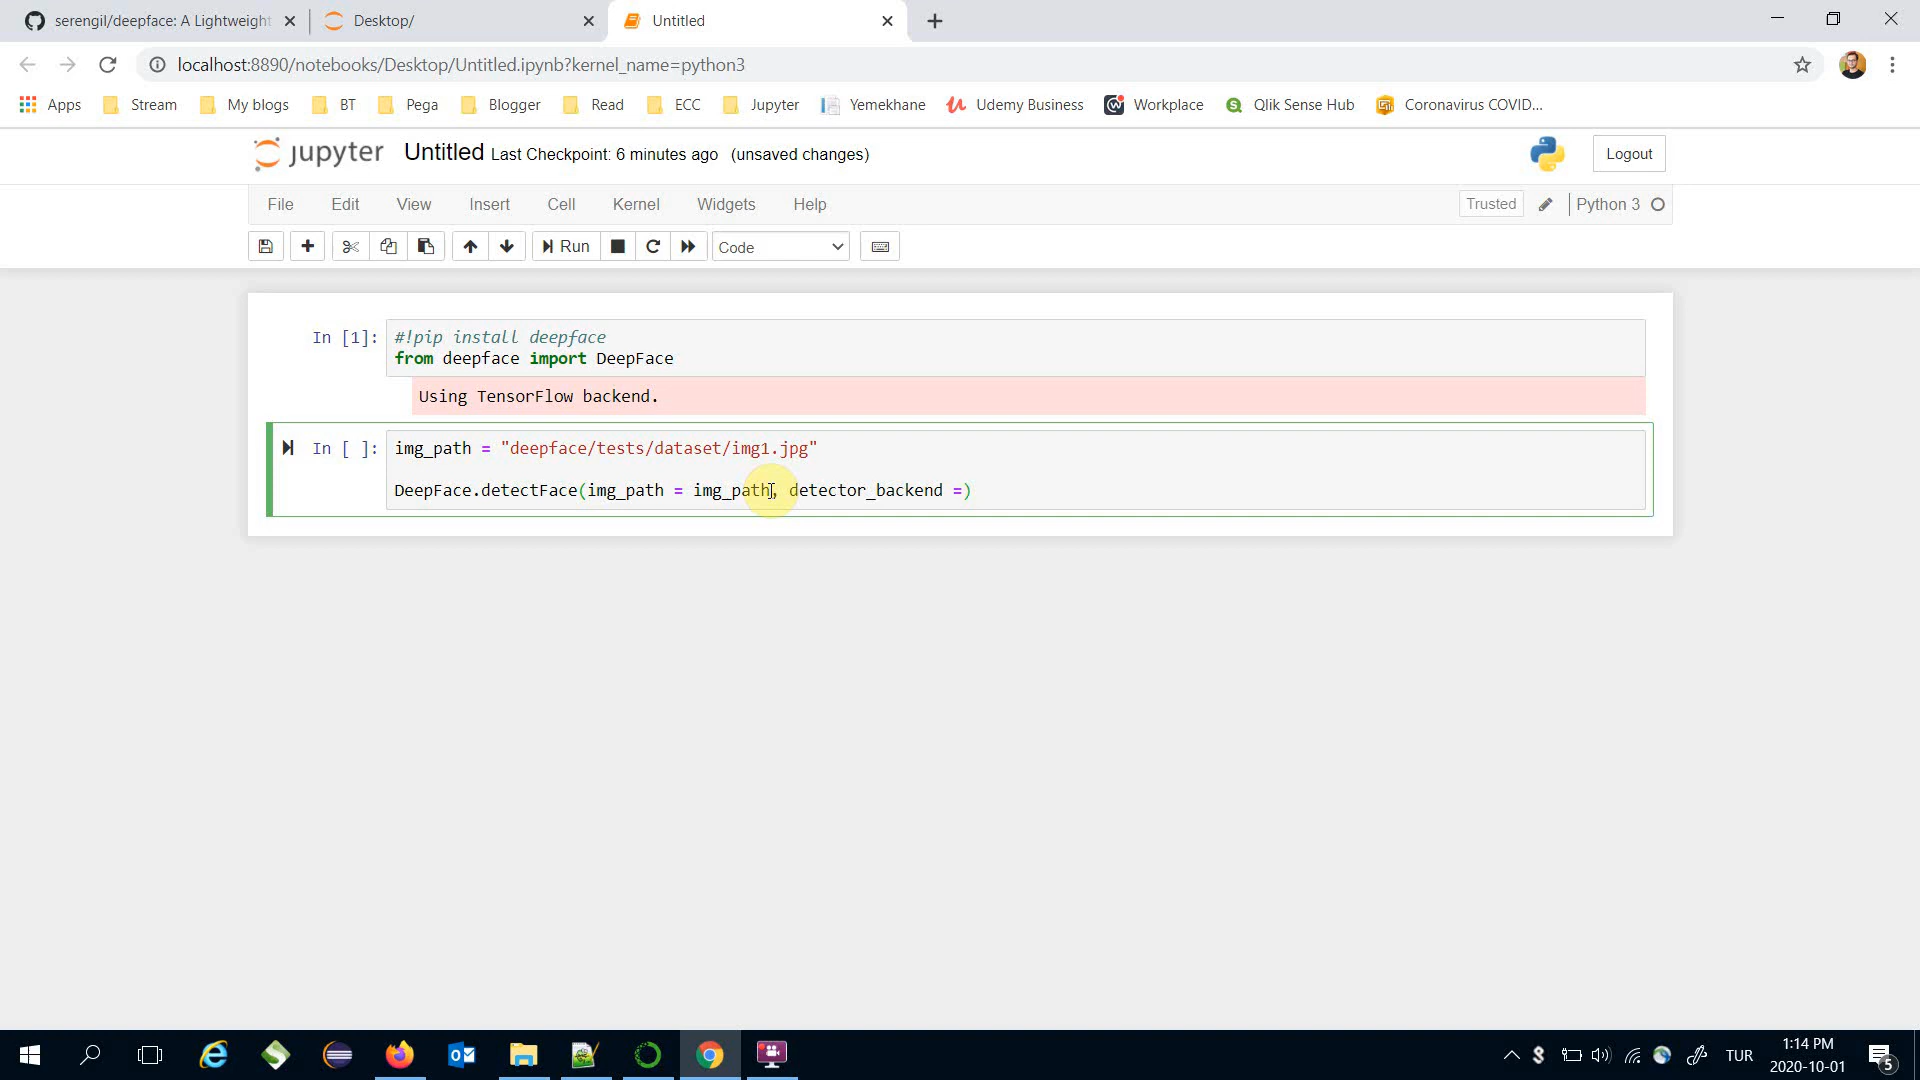 serengil/deepface: A Lightweight
Desktop/
Untitled
localhost:8890/notebooks/Desktop/Untitled.ipynb?kernel_name=python3
Apps Stream My blogs BT Pega Blogger Read ECC Jupyter Yemekhane Udemy Business Workplace Qlik Sense Hub Coronavirus COVID...
jupyter Untitled Last Checkpoint: 6 minutes ago (unsaved changes)
Logout
File Edit View Insert Cell Kernel Widgets Help
Trusted Python 3
Run Code
In [1]: #!pip install deepface
from deepface import DeepFace
Using TensorFlow backend.
In [ ]: img_path = "deepface/tests/dataset/img1.jpg"
DeepFace.detectFace(img_path = img_path, detector_backend =)
TUR
1:14 PM
2020-10-01
5